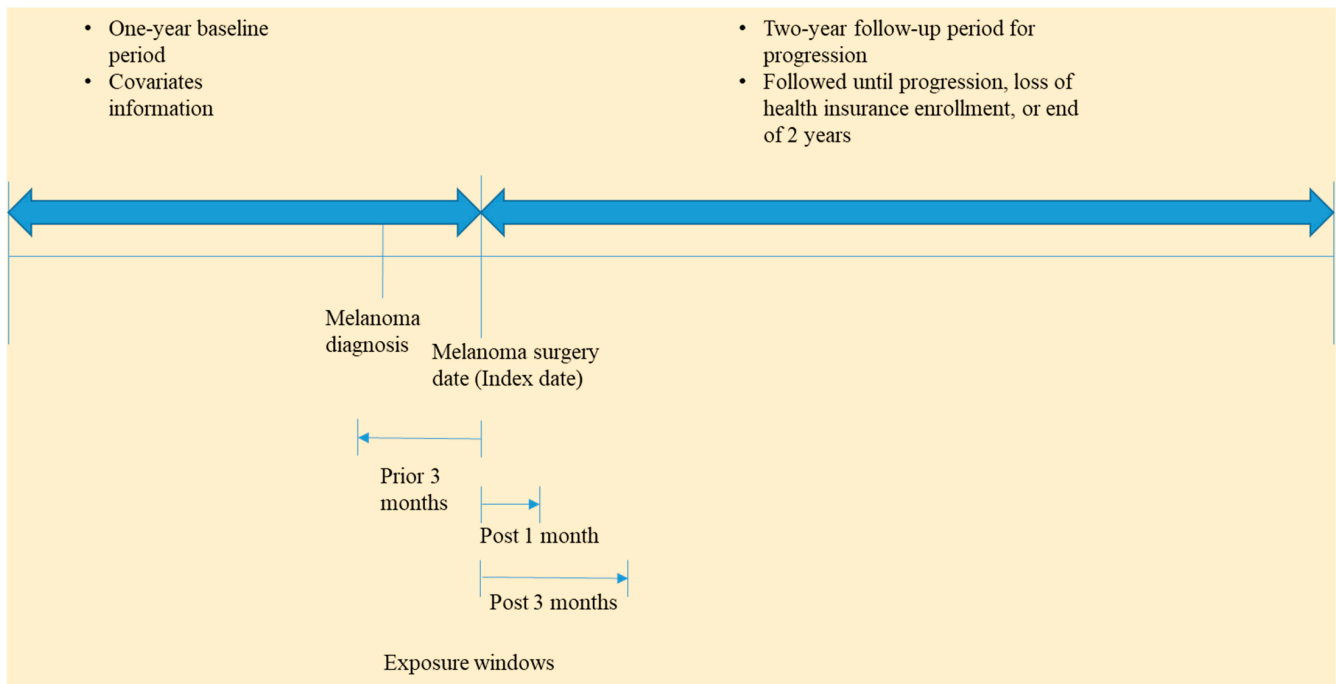 • One-year baseline
period
• Covariates
information
• Two-year follow-up period for
progression
• Followed until progression, loss of
health insurance enrollment, or end
of 2 years
Melanoma
diagnosis
Melanoma surgery
date (Index date)
Prior 3
months
Post 1 month
Post 3 months
Exposure windows